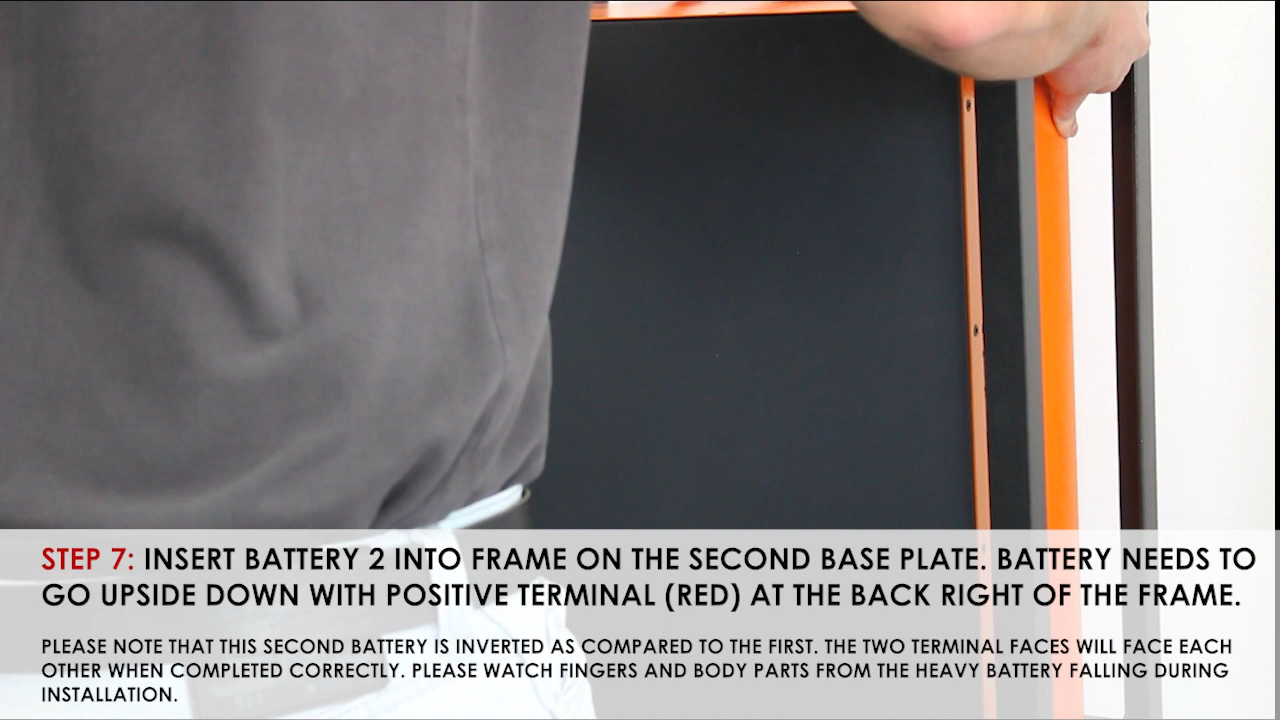 STEP 7: INSERT BATTERY 2 INTO FRAME ON THE SECOND BASE PLATE. BATTERY NEEDS TO
GO UPSIDE DOWN WITH POSITIVE TERMINAL (RED) AT THE BACK RIGHT OF THE FRAME.
PLEASE NOTE THAT THIS SECOND BATTERY IS INVERTED AS COMPARED TO THE FIRST. THE TWO TERMINAL FACES WILL FACE EACH
OTHER WHEN COMPLETED CORRECTLY. PLEASE WATCH FINGERS AND BODY PARTS FROM THE HEAVY BATTERY FALLING DURING
INSTALLATION.